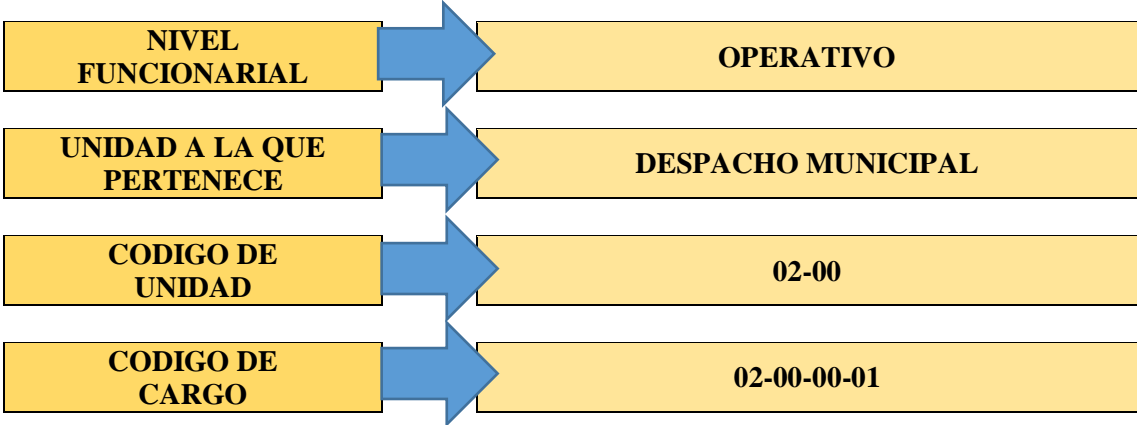 NIVEL
FUNCIONARIAL
OPERATIVO
UNIDAD A LA QUE
PERTENECE
DESPACHO MUNICIPAL
CODIGO DE
UNIDAD
02-00
CODIGO DE
CARGO
02-00-00-01